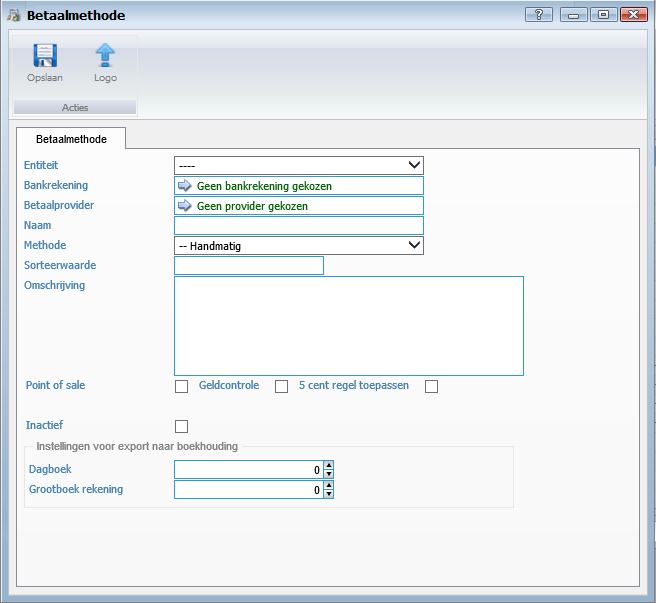 Betaalmethode
?
Opslaan Logo
Acties
Betaalmethode
Entiteit ----
Bankrekening Geen bankrekening gekozen
Betaalprovider Geen provider gekozen
Naam
Methode -- Handmatig
Sorteerwaarde
Omschrijving
Point of sale Geldcontrole 5 cent regel toepassen
Inactief
Instellingen voor export naar boekhouding
Dagboek 0
Grootboek rekening 0